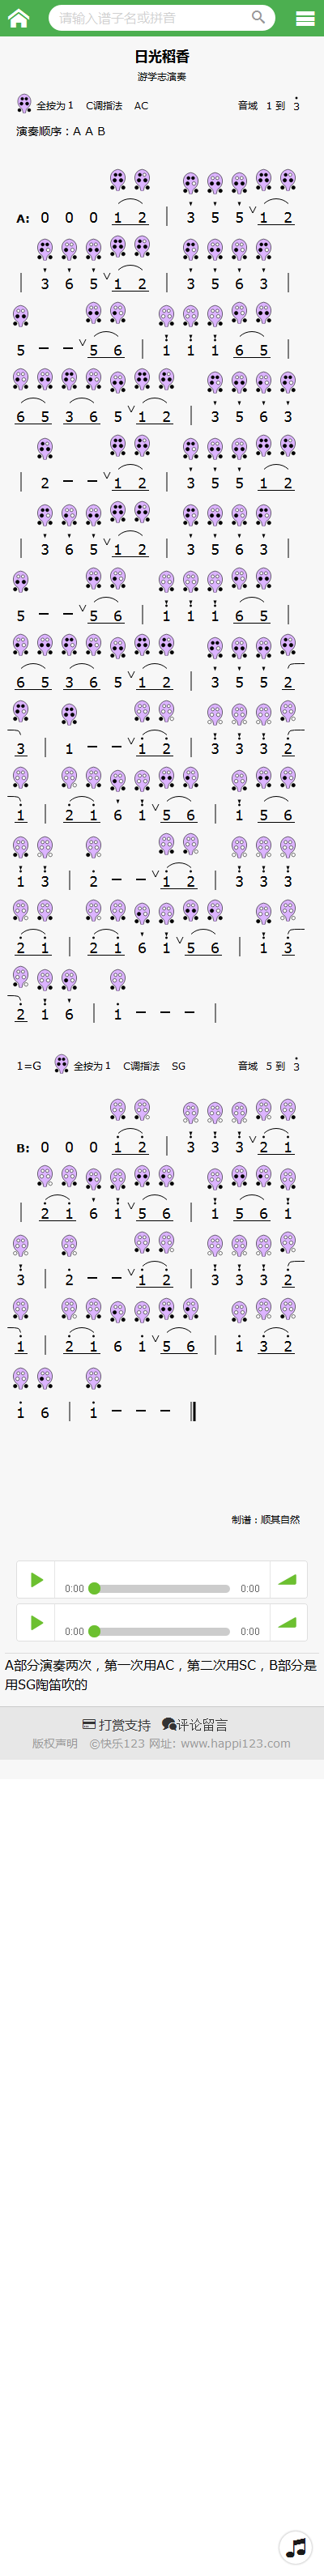 请输入谱子名或拼音
日光稻香
游学志演奏
全按为1 C调指法 AC 音域 1 到 3
演奏顺序：A A B
A: 0 0 0 1 2 | 3 5 5 V 1 2
| 3 6 5 V 1 2 | 3 5 6 3 |
5 – – V 5 6 | 1 1 1 6 5 |
6 5 3 6 5 V 1 2 | 3 5 6 3
| 2 – – V 1 2 | 3 5 5 1 2
| 3 6 5 V 1 2 | 3 5 6 3 |
5 – – V 5 6 | 1 1 1 6 5 |
6 5 3 6 5 V 1 2 | 3 5 5 2
3 | 1 – – V 1 2 | 3 3 3 2
1 | 2 1 6 1 V 5 6 | 1 5 6
1 3 | 2 – – V 1 2 | 3 3 3
2 1 | 2 1 6 1 V 5 6 | 1 3
2 1 6 | 1 – – – |
1=G 全按为1 C调指法 SG 音域 5 到 3
B: 0 0 0 1 2 | 3 3 3 V 2 1
| 2 1 6 1 V 5 6 | 1 5 6 1
3 | 2 – – V 1 2 | 3 3 3 2
1 | 2 1 6 1 V 5 6 | 1 3 2
1 6 | 1 – – – ‖
制谱：顺其自然
0:00 0:00
0:00 0:00
A部分演奏两次，第一次用AC，第二次用SC，B部分是
用SG陶笛吹的
打赏支持 评论留言
版权声明 ©快乐123 网址: www.happi123.com